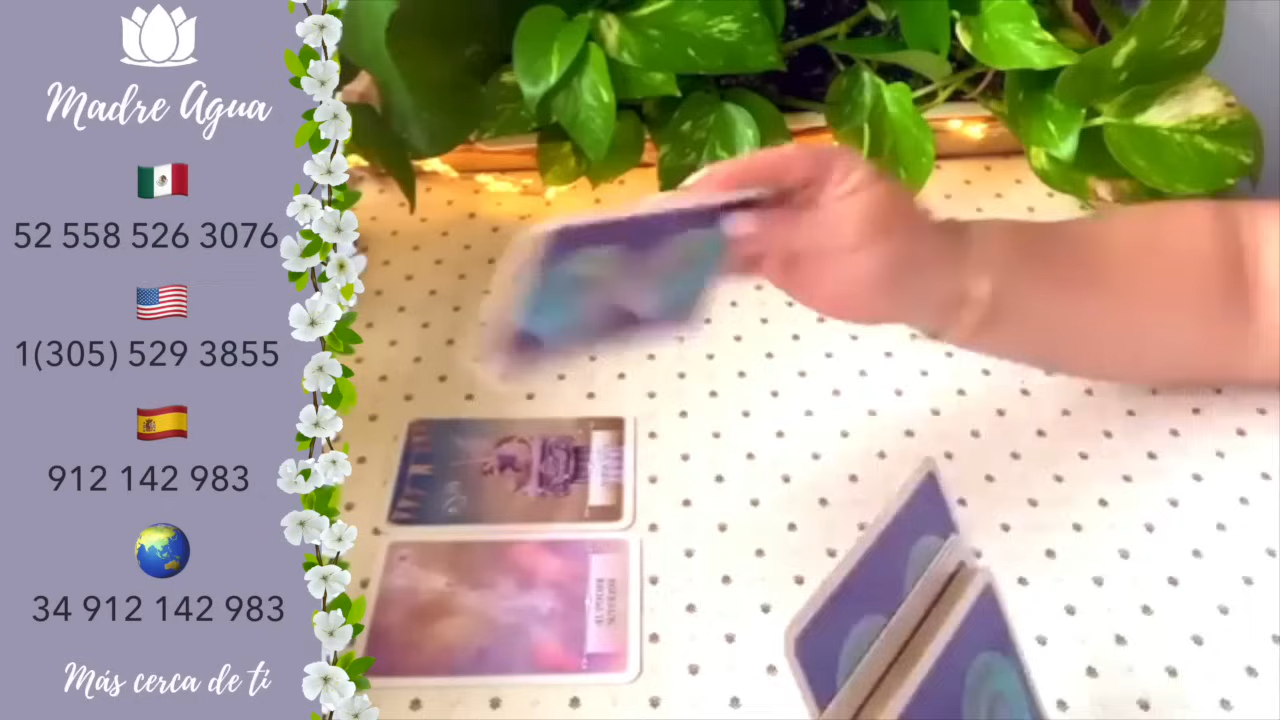 Madre Agua
52 558 526 3076
1(305) 529 3855
912 142 983
34 912 142 983
Más cerca de ti